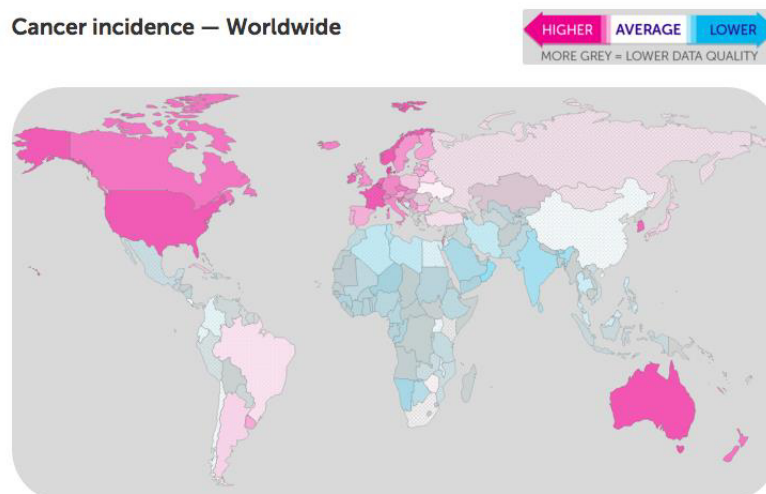 Cancer incidence — Worldwide
HIGHER AVERAGE LOWER
MORE GREY = LOWER DATA QUALITY